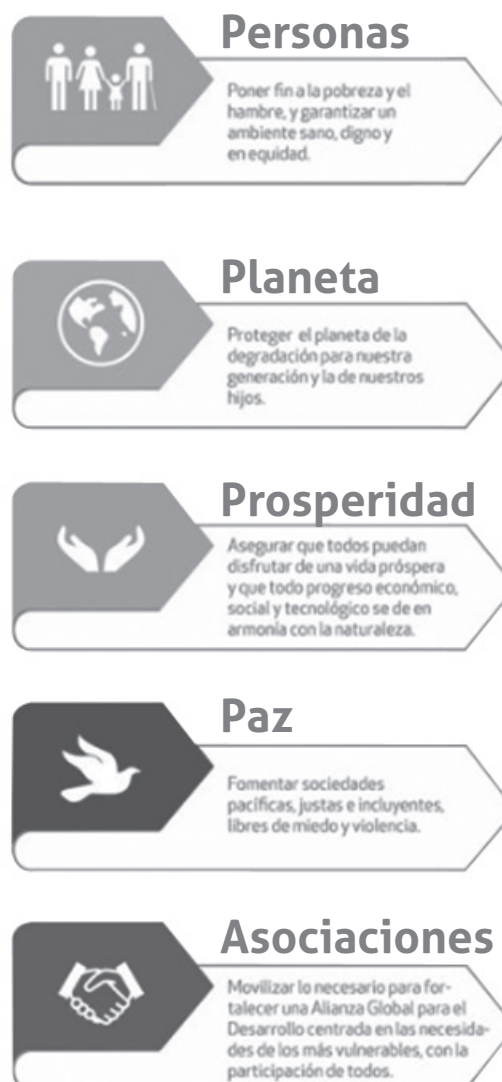 Personas
Poner fin a la pobreza y el
hambre, y garantizar un
ambiente sano, digno y
en equidad.
Planeta
Proteger el planeta de la
degradación para nuestra
generación y la de nuestros
hijos.
Prosperidad
Asegurar que todos puedan
disfrutar de una vida próspera
y que todo progreso económico,
social y tecnológico se de en
armonía con la naturaleza.
Paz
Fomentar sociedades
pacíficas, justas e incluyentes,
libres de miedo y violencia.
Asociaciones
Movilizar lo necesario para for-
talecer una Alianza Global para el
Desarrollo centrada en las necesida-
des de los más vulnerables, con la
participación de todos.